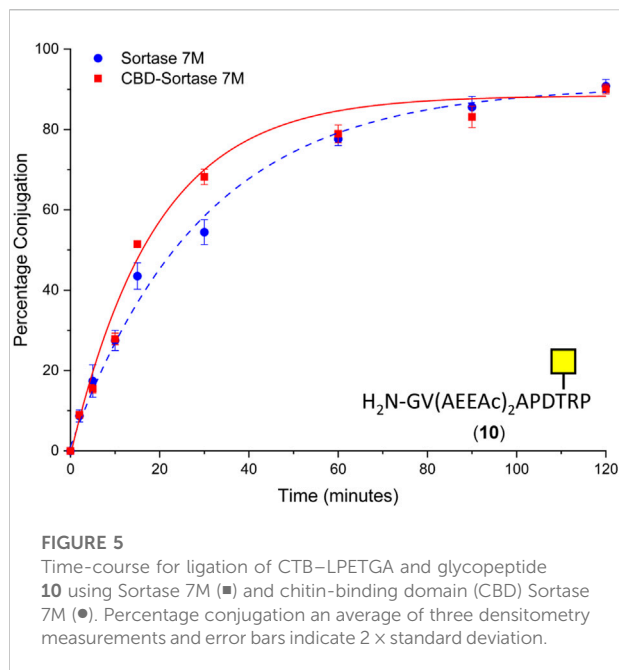 100
80
60
40
20
0
Percentage Conjugation
● Sortase 7M
■ CBD-Sortase 7M
H₂N-GV(AEEAc)₂APDTRP
(10)
0 20 40 60 80 100 120
Time (minutes)
FIGURE 5
Time-course for ligation of CTB–LPETGA and glycopeptide
10 using Sortase 7M (■) and chitin-binding domain (CBD) Sortase
7M (●). Percentage conjugation an average of three densitometry
measurements and error bars indicate 2 × standard deviation.